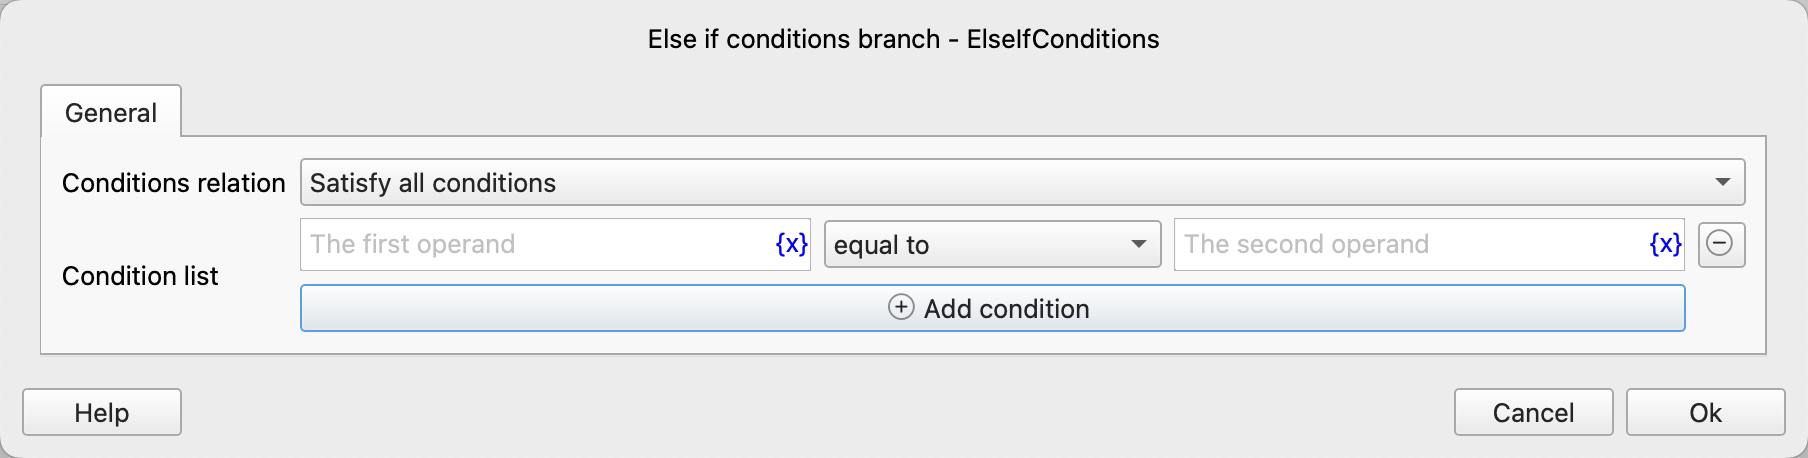 Else if conditions branch - ElseIfConditions
General
Conditions relation Satisfy all conditions
The first operand {x} equal to The second operand {x}
Condition list
Add condition
Help Cancel Ok